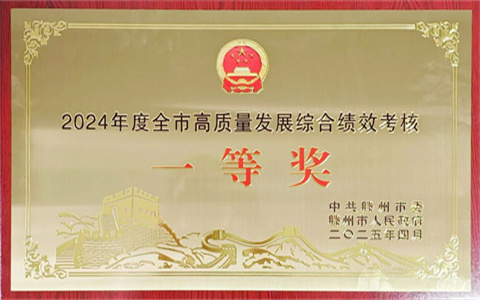 2024年度全市高质量发展综合绩效考核
一等奖
中共滕州市委
滕州市人民政府
二〇二五年四月